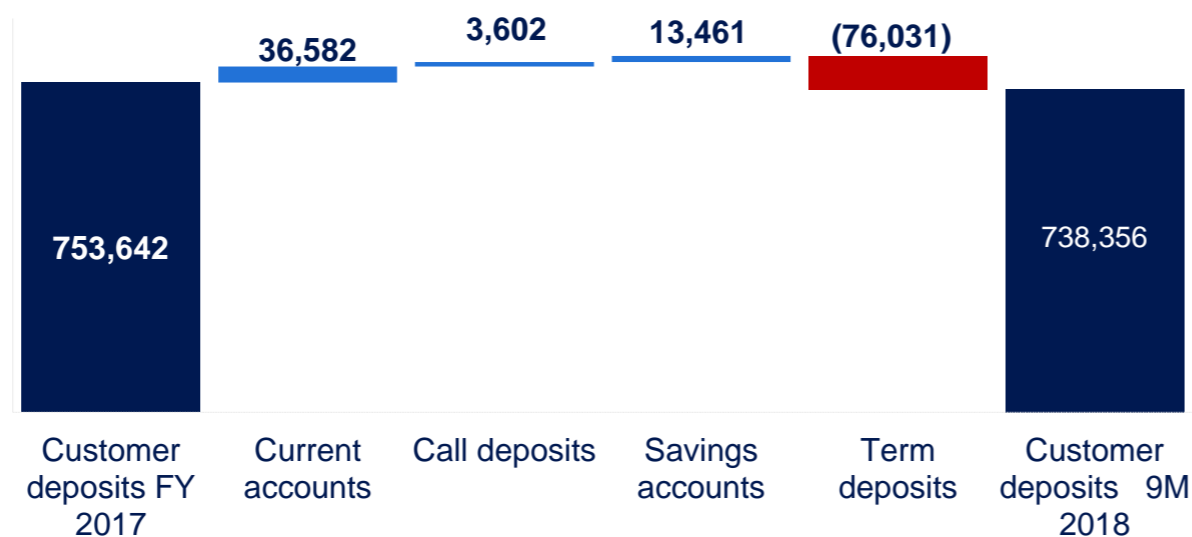 36,582
3,602
13,461
(76,031)
753,642
738,356
Customer
deposits FY
2017
Current
accounts
Call deposits
Savings
accounts
Term
deposits
Customer
deposits 9M
2018